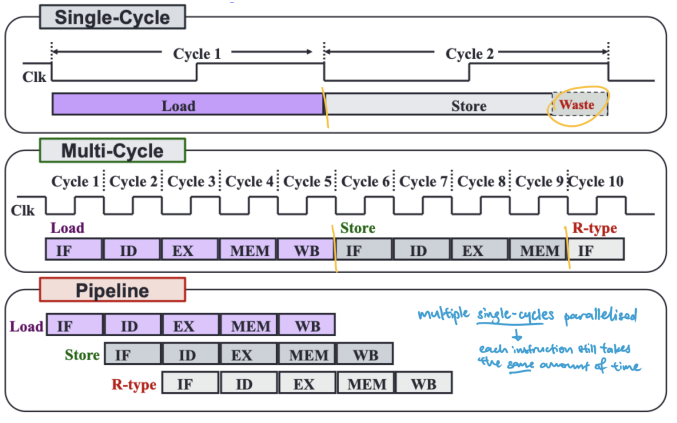 Single-Cycle
Cycle 1 Cycle 2
Clk
Load Store Waste
Multi-Cycle
Cycle 1 Cycle 2 Cycle 3 Cycle 4 Cycle 5 Cycle 6 Cycle 7 Cycle 8 Cycle 9 Cycle 10
Clk
Load Store R-type
IF ID EX MEM WB IF ID EX MEM IF
Pipeline
Load IF ID EX MEM WB
Store IF ID EX MEM WB
R-type IF ID EX MEM WB
multiple single-cycles parallelised
each instruction still takes
the same amount of time